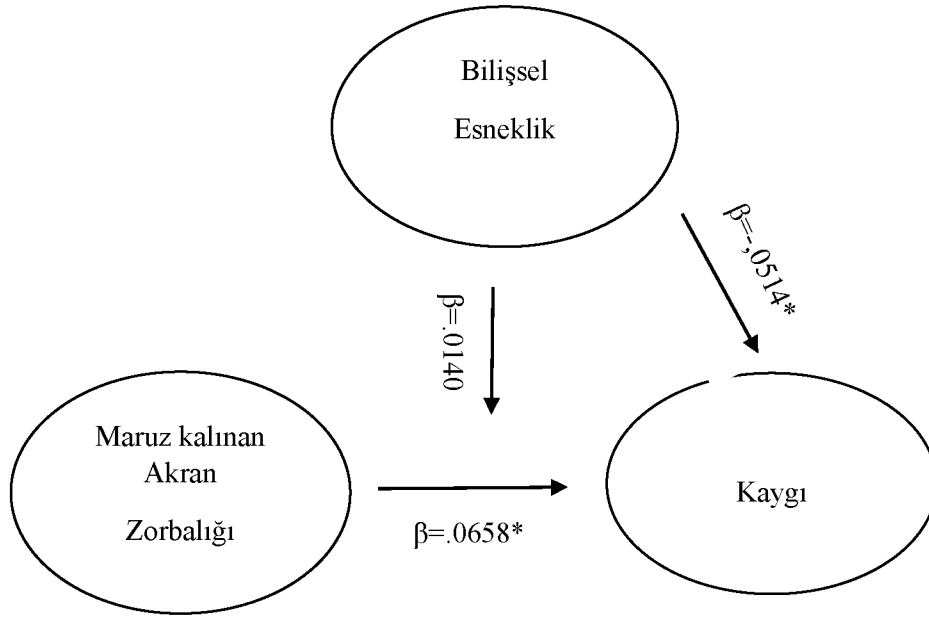 Bilişsel
Esneklik
β=-,0514*
β=.0140
Maruz kalınan
Akran
Zorbalığı
β=.0658*
Kaygı